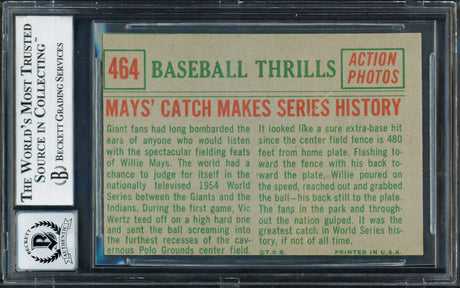 THE WORLD'S MOST TRUSTED
SOURCE IN COLLECTING™
BECKETT GRADING SERVICES
BECKETT
AUTHENTIC
464
BASEBALL THRILLS
ACTION
PHOTOS
MAYS' CATCH MAKES SERIES HISTORY
Giant fans had long bombarded the
ears of anyone who would listen
with the spectacular fielding feats
of Willie Mays. The world had a
chance to judge for itself in the
nationally televised 1954 World
Series between the Giants and the
Indians. During the first game, Vic
Wertz teed off on a high hard one
and sent the ball screaming into
the furthest recesses of the cav-
ernous Polo Grounds center field.
It looked like a sure extra-base hit
since the center field fence is 480
feet from home plate. Flashing to-
ward the fence with his back to-
ward the plate, Willie poured on
the speed, reached out and grabbed
the ball—his back still to the plate.
The fans in the park and through-
out the nation gulped. it was the
greatest catch in World Series his-
tory, if not of all time.
©T.C.G.
PRINTED IN U.S.A.